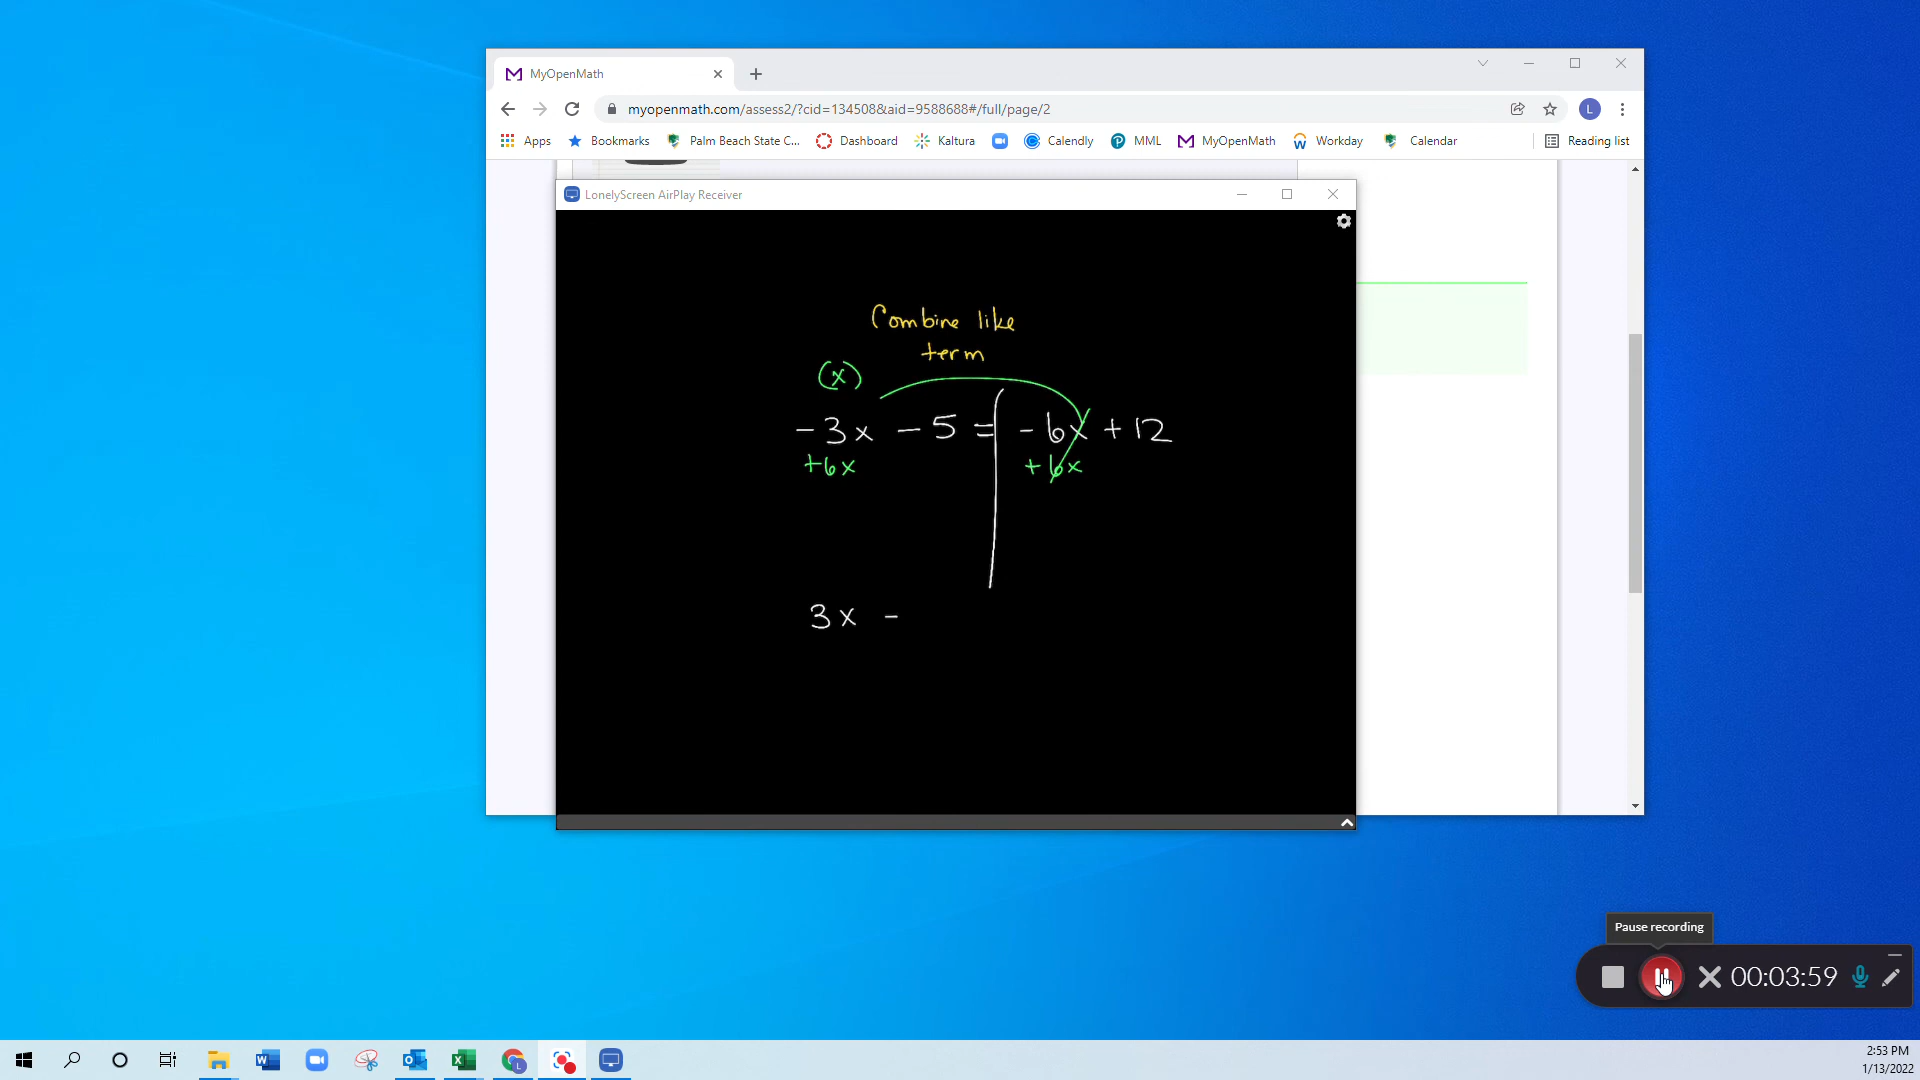 MyOpenMath
myopenmath.com/assess2/?cid=134508&aid=9588688#/full/page/2
L
Apps Bookmarks Palm Beach State C... Dashboard Kaltura Calendly MML MyOpenMath Workday Calendar Reading list
LonelyScreen AirPlay Receiver
Combine like
term
(x)
-3x -5 = -6x +12
+6x +6x
3x -
Pause recording
00:03:59
2:53 PM
1/13/2022